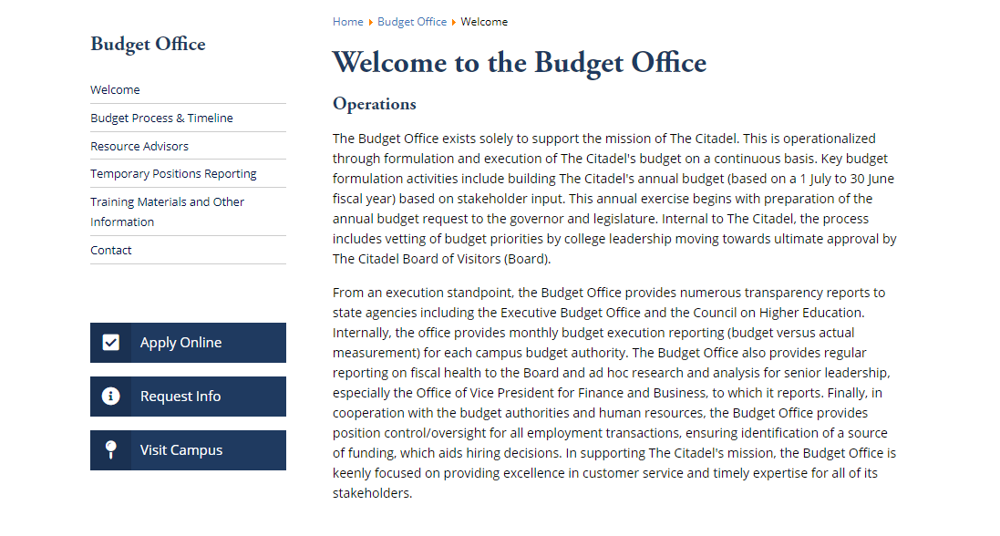 Home Budget Office Welcome
Budget Office
Welcome
Budget Process & Timeline
Resource Advisors
Temporary Positions Reporting
Training Materials and Other
Information
Contact
Apply Online
Request Info
Visit Campus
Welcome to the Budget Office
Operations
The Budget Office exists solely to support the mission of The Citadel. This is operationalized
through formulation and execution of The Citadel's budget on a continuous basis. Key budget
formulation activities include building The Citadel's annual budget (based on a 1 July to 30 June
fiscal year) based on stakeholder input. This annual exercise begins with preparation of the
annual budget request to the governor and legislature. Internal to The Citadel, the process
includes vetting of budget priorities by college leadership moving towards ultimate approval by
The Citadel Board of Visitors (Board).
From an execution standpoint, the Budget Office provides numerous transparency reports to
state agencies including the Executive Budget Office and the Council on Higher Education.
Internally, the office provides monthly budget execution reporting (budget versus actual
measurement) for each campus budget authority. The Budget Office also provides regular
reporting on fiscal health to the Board and ad hoc research and analysis for senior leadership,
especially the Office of Vice President for Finance and Business, to which it reports. Finally, in
cooperation with the budget authorities and human resources, the Budget Office provides
position control/oversight for all employment transactions, ensuring identification of a source
of funding, which aids hiring decisions. In supporting The Citadel's mission, the Budget Office is
keenly focused on providing excellence in customer service and timely expertise for all of its
stakeholders.